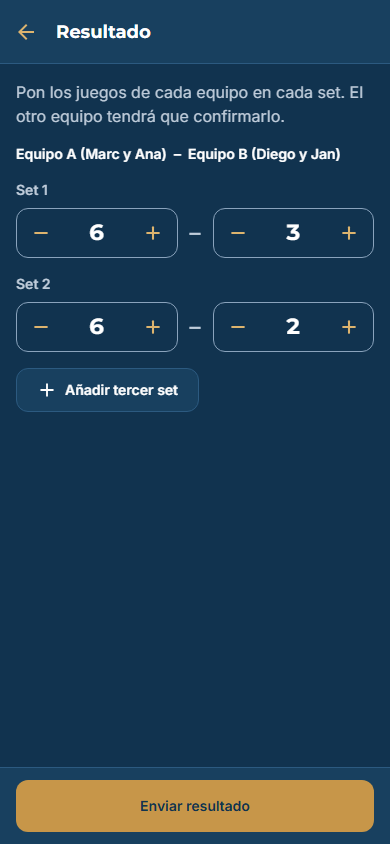 Resultado
Pon los juegos de cada equipo en cada set. El
otro equipo tendrá que confirmarlo.
Equipo A (Marc y Ana) – Equipo B (Diego y Jan)
Set 1
− 6 + – − 3 +
Set 2
− 6 + – − 2 +
+ Añadir tercer set
Enviar resultado